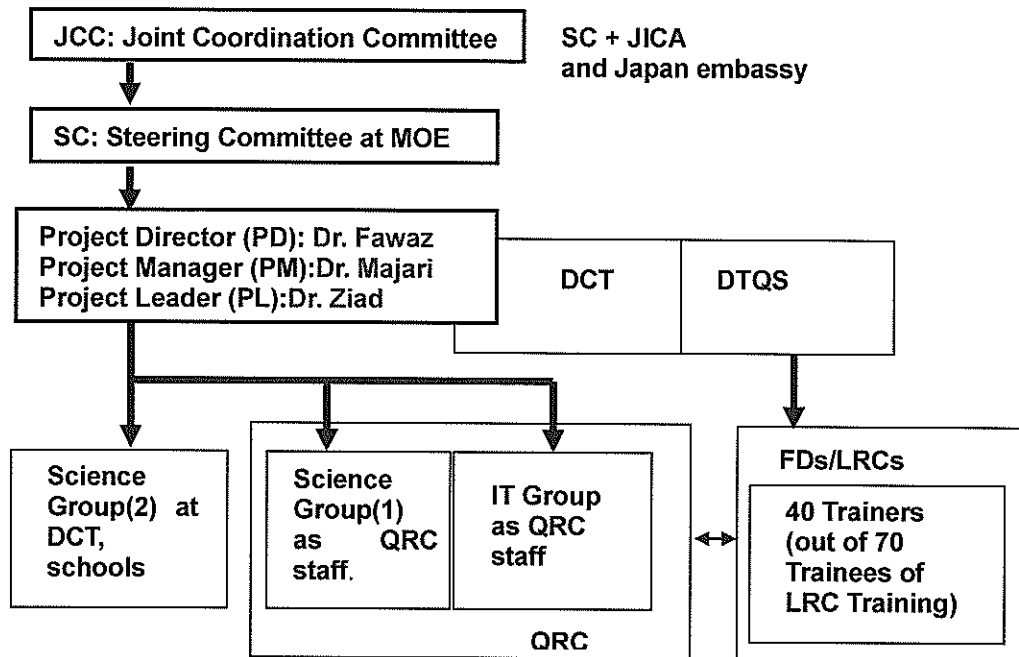 JCC: Joint Coordination Committee
SC + JICA
and Japan embassy
SC: Steering Committee at MOE
Project Director (PD): Dr. Fawaz
Project Manager (PM):Dr. Majari
Project Leader (PL):Dr. Ziad
DCT
DTQS
Science
Group(2) at
DCT,
schools
Science
Group(1)
as QRC
staff.
IT Group
as QRC
staff
QRC
FDs/LRCs
40 Trainers
(out of 70
Trainees of
LRC Training)